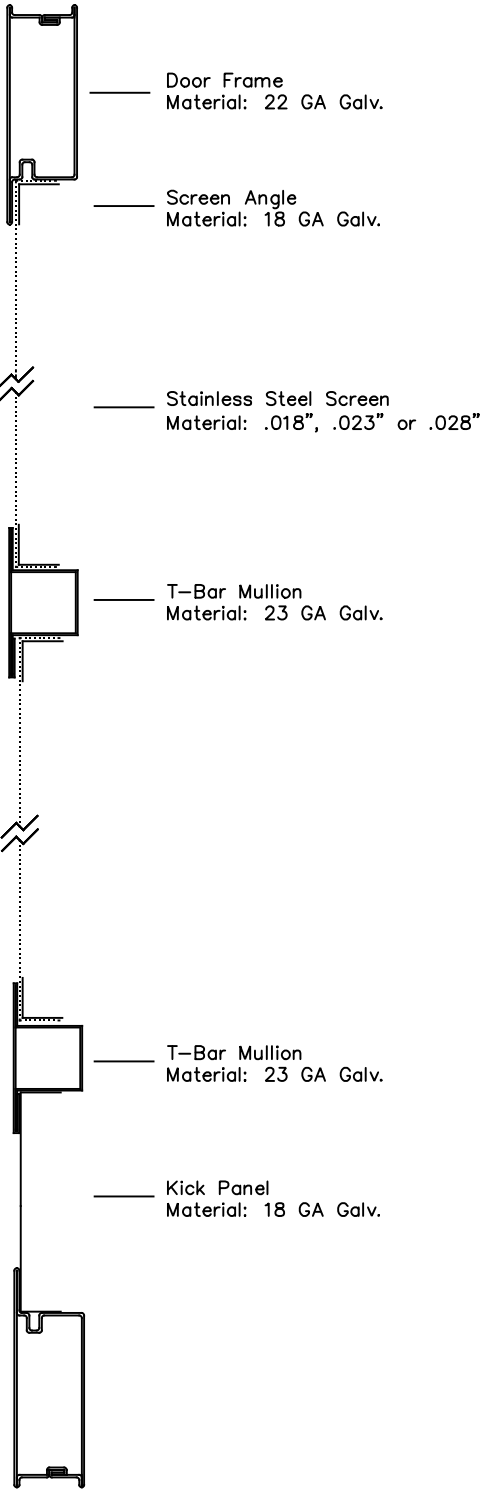 Door Frame
Material: 22 GA Galv.
Screen Angle
Material: 18 GA Galv.
Stainless Steel Screen
Material: .018", .023" or .028"
T-Bar Mullion
Material: 23 GA Galv.
T-Bar Mullion
Material: 23 GA Galv.
Kick Panel
Material: 18 GA Galv.